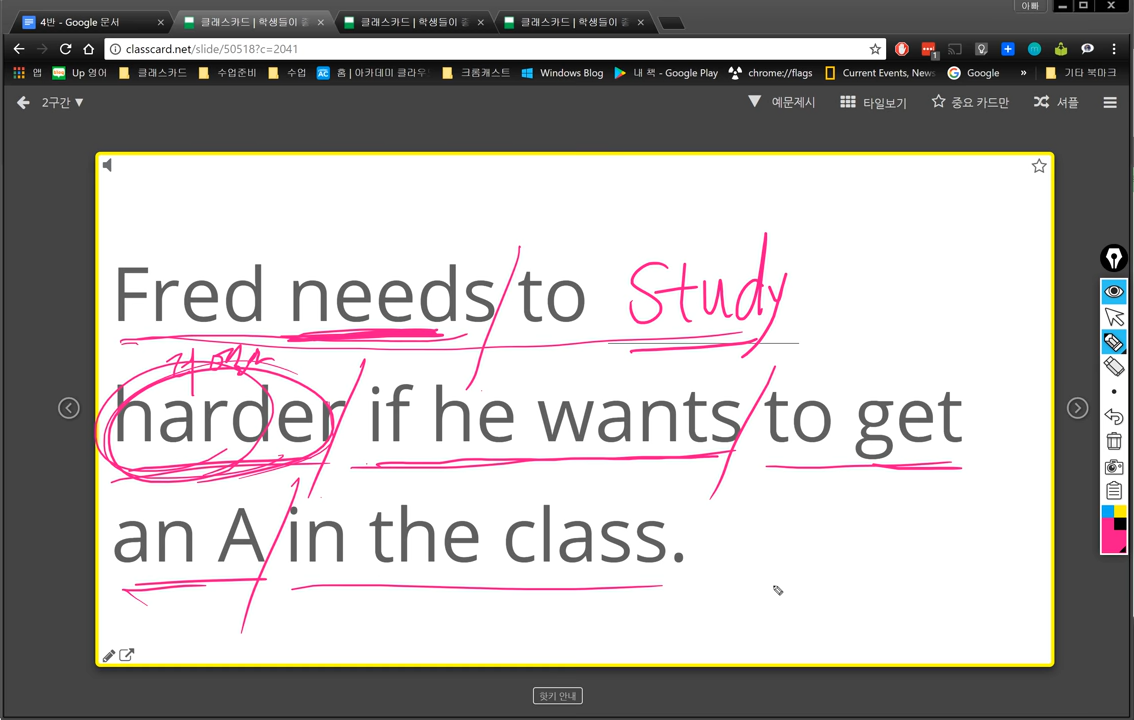 아빠
4반 - Google 문서
클래스카드 | 학생들이 좋
클래스카드 | 학생들이 좋
클래스카드 | 학생들이 좋
classcard.net/slide/50518?c=2041
앱 Up 영어 클래스카드 수업준비 수업 홈 | 아카데미 클라우 크롬캐스트 Windows Blog 내 책 - Google Play chrome://flags Current Events, News Google » 기타 북마크
2구간 ▼ ▼ 예문제시 타일보기 중요 카드만 셔플
Fred needs to Study
harder if he wants to get
an A in the class.
핫키 안내